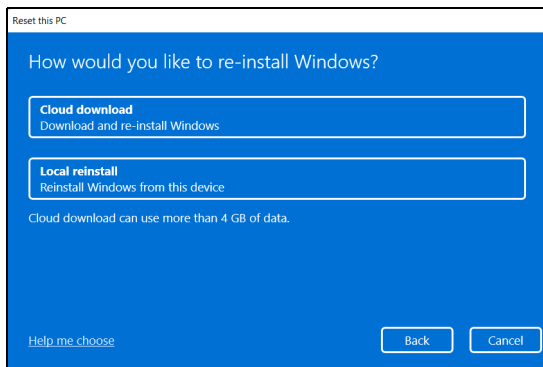 Reset this PC
How would you like to re-install Windows?
Cloud download
Download and re-install Windows
Local reinstall
Reinstall Windows from this device
Cloud download can use more than 4 GB of data.
Help me choose
Back
Cancel